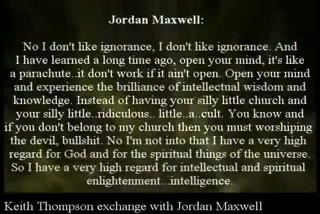 Jordan Maxwell:
No I don't like ignorance, I don't like ignorance. And
I have learned a long time ago, open your mind, it's like
a parachute..it don't work if it ain't open. Open your mind
and experience the brilliance of intellectual wisdom and
knowledge. Instead of having your silly little church and
your silly little..ridiculous.. little..a..cult. You know and
if you don't belong to my church then you must worshiping
the devil, bullshit. No I'm not into that I have a very high
regard for God and for the spiritual things of the universe.
So I have a very high regard for intellectual and spiritual
enlightenment...intelligence.
Keith Thompson exchange with Jordan Maxwell